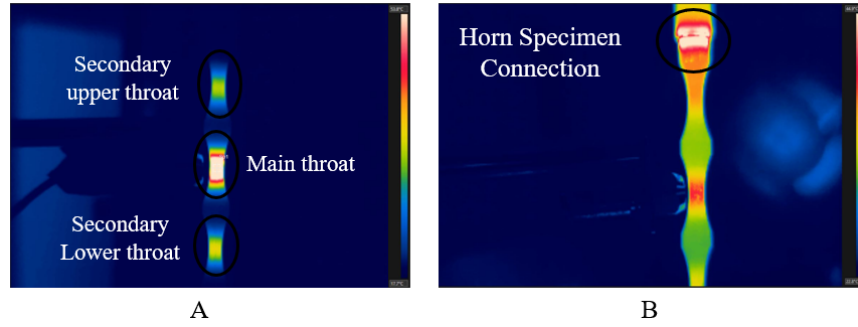 Secondary
upper throat
Main throat
Secondary
Lower throat
Horn Specimen
Connection
A
B